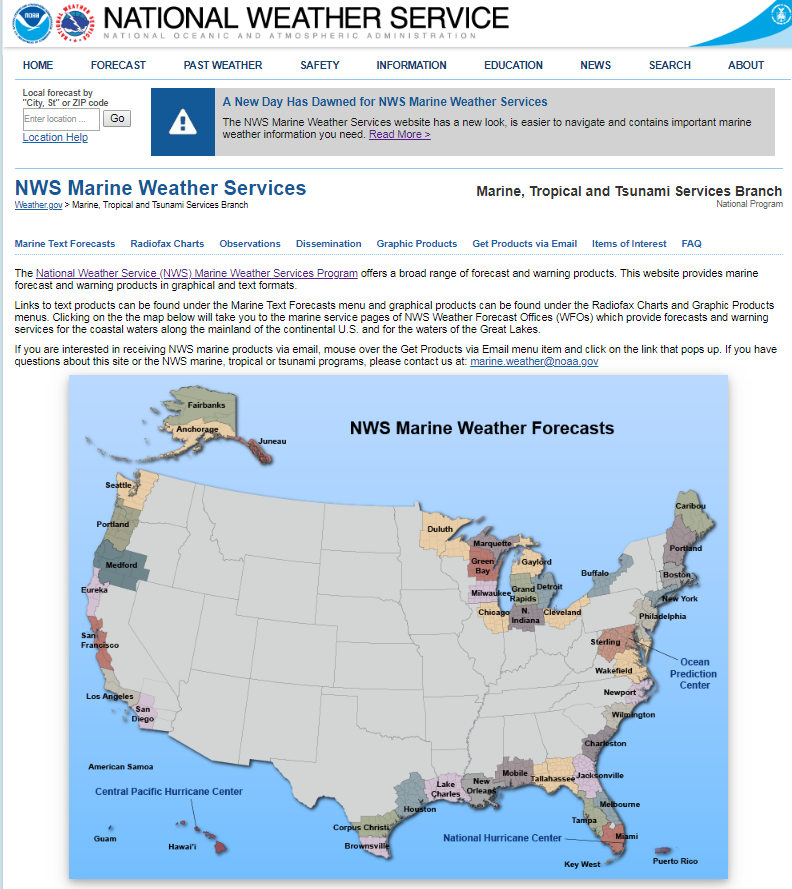 NOAA
NATIONAL WEATHER SERVICE
NATIONAL OCEANIC AND ATMOSPHERIC ADMINISTRATION
HOME FORECAST PAST WEATHER SAFETY INFORMATION EDUCATION NEWS SEARCH ABOUT
Local forecast by
"City, St" or ZIP code
Enter location ... Go
Location Help
A New Day Has Dawned for NWS Marine Weather Services
The NWS Marine Weather Services website has a new look, is easier to navigate and contains important marine
weather information you need. Read More >
NWS Marine Weather Services
Weather.gov > Marine, Tropical and Tsunami Services Branch
Marine, Tropical and Tsunami Services Branch
National Program
Marine Text Forecasts Radiofax Charts Observations Dissemination Graphic Products Get Products via Email Items of Interest FAQ
The National Weather Service (NWS) Marine Weather Services Program offers a broad range of forecast and warning products. This website provides marine
forecast and warning products in graphical and text formats.
Links to text products can be found under the Marine Text Forecasts menu and graphical products can be found under the Radiofax Charts and Graphic Products
menus. Clicking on the the map below will take you to the marine service pages of NWS Weather Forecast Offices (WFOs) which provide forecasts and warning
services for the coastal waters along the mainland of the continental U.S. and for the waters of the Great Lakes.
If you are interested in receiving NWS marine products via email, mouse over the Get Products via Email menu item and click on the link that pops up. If you have
questions about this site or the NWS marine, tropical or tsunami programs, please contact us at: marine.weather@noaa.gov
NWS Marine Weather Forecasts
Fairbanks
Anchorage
Juneau
Seattle
Portland
Medford
Eureka
San
Francisco
Los Angeles
San
Diego
Duluth
Marquette
Green
Bay
Gaylord
Milwaukee
Grand
Rapids
Detroit
Chicago
N.
Indiana
Cleveland
Buffalo
Caribou
Portland
Boston
New York
Philadelphia
Sterling
Ocean
Prediction
Center
Wakefield
Newport
Wilmington
Charleston
Jacksonville
Tallahassee
Mobile
New
Orleans
Lake
Charles
Houston
Corpus Christi
Brownsville
Melbourne
Tampa
Miami
National Hurricane Center
Key West
Puerto Rico
American Samoa
Central Pacific Hurricane Center
Guam
Hawai'i